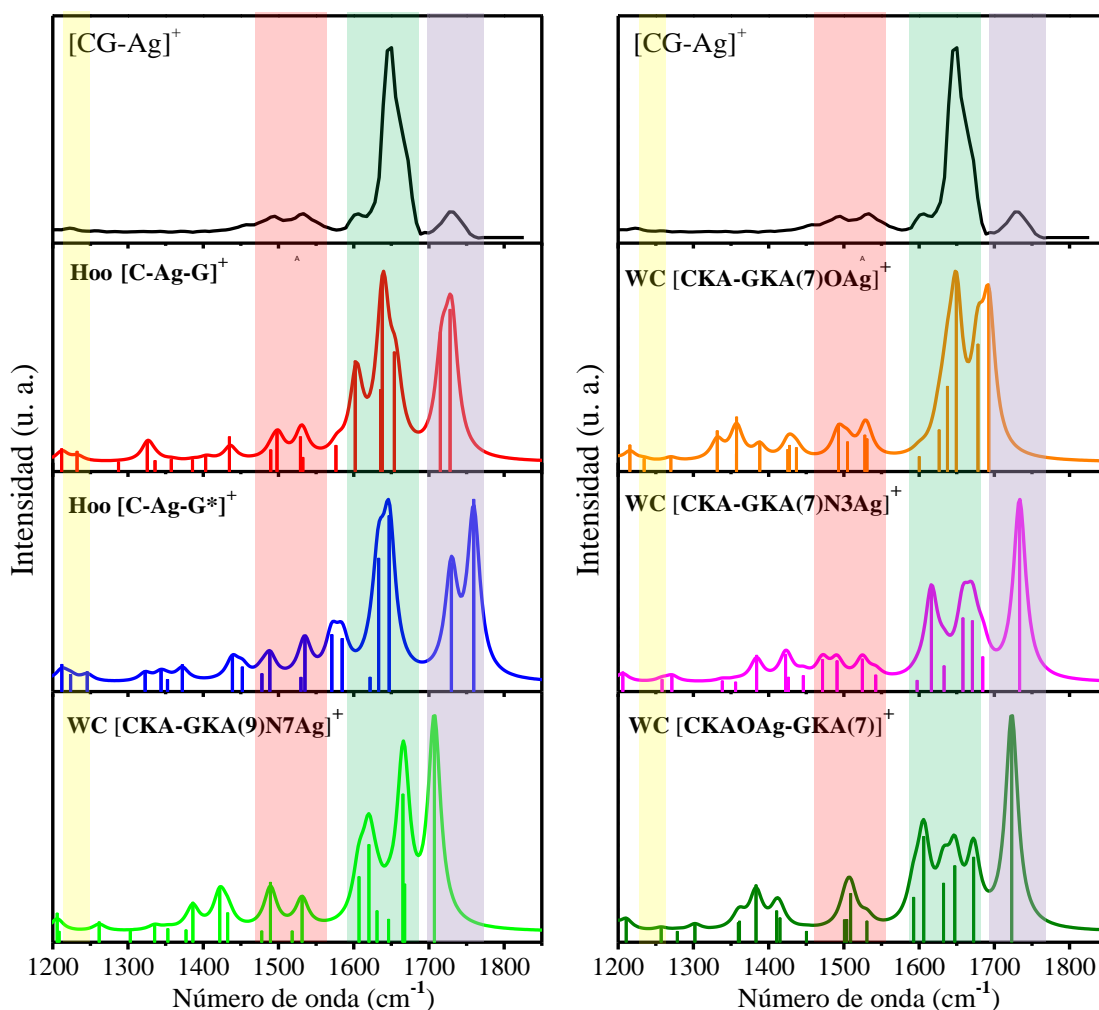 [CG-Ag]+
Hoo [C-Ag-G]+
A
Hoo [C-Ag-G*]+
WC [CKA-GKA(9)N7Ag]+
1200 1300 1400 1500 1600 1700 1800
Número de onda (cm-1)
Intensidad (u. a.)
[CG-Ag]+
A
WC [CKA-GKA(7)OAg]+
WC [CKA-GKA(7)N3Ag]+
WC [CKAOAg-GKA(7)]+
1200 1300 1400 1500 1600 1700 1800
Número de onda (cm-1)
Intensidad (u. a.)